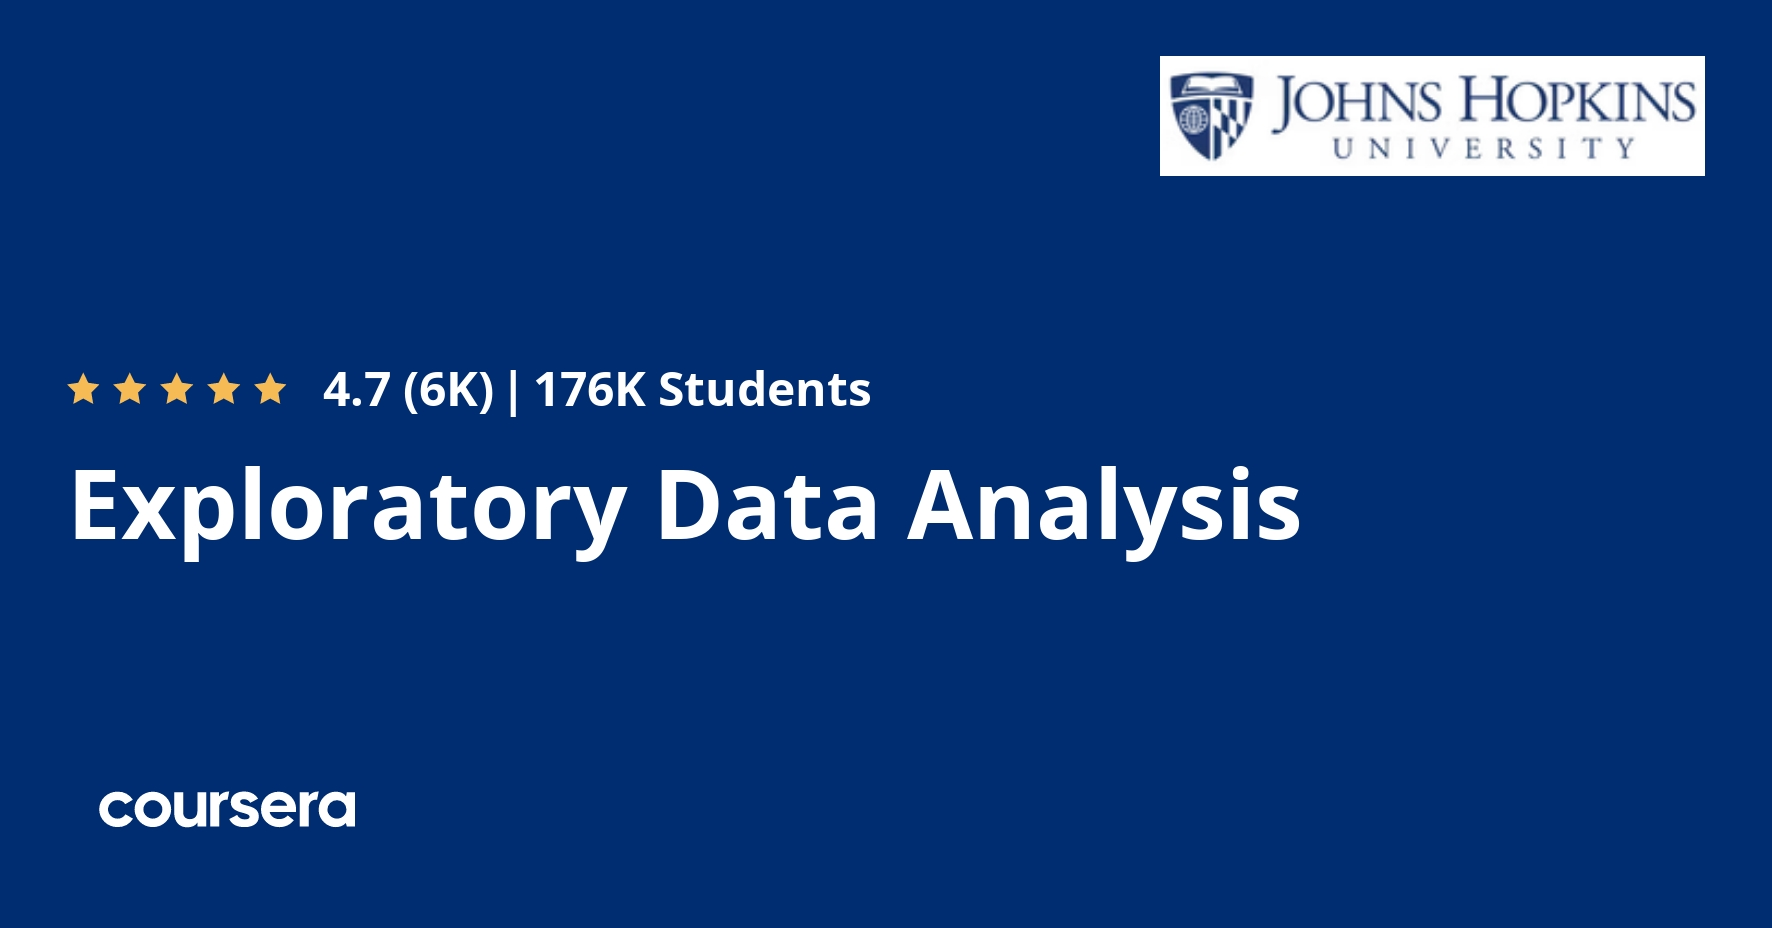 JOHNS HOPKINS
UNIVERSITY
4.7 (6K) | 176K Students
Exploratory Data Analysis
coursera